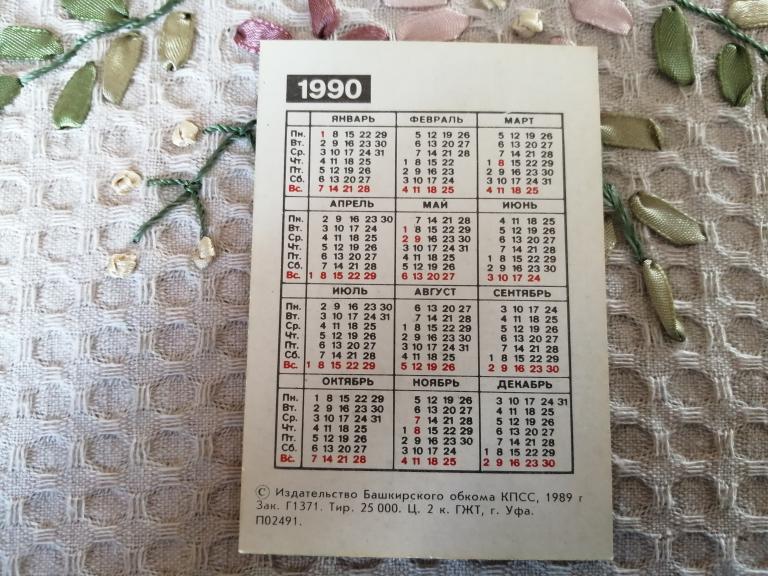 1990
ЯНВАРЬ ФЕВРАЛЬ МАРТ
Пн. 1 8 15 22 29 5 12 19 26 5 12 19 26
Вт. 2 9 16 23 30 6 13 20 27 6 13 20 27
Ср. 3 10 17 24 31 7 14 21 28 7 14 21 28
Чт. 4 11 18 25 1 8 15 22 1 8 15 22 29
Пт. 5 12 19 26 2 9 16 23 2 9 16 23 30
Сб. 6 13 20 27 3 10 17 24 3 10 17 24 31
Вс. 7 14 21 28 4 11 18 25 4 11 18 25
АПРЕЛЬ МАЙ ИЮНЬ
Пн. 2 9 16 23 30 7 14 21 28 4 11 18 25
Вт. 3 10 17 24 1 8 15 22 29 5 12 19 26
Ср. 4 11 18 25 2 9 16 23 30 6 13 20 27
Чт. 5 12 19 26 3 10 17 24 31 7 14 21 28
Пт. 6 13 20 27 4 11 18 25 1 8 15 22 29
Сб. 7 14 21 28 5 12 19 26 2 9 16 23 30
Вс. 1 8 15 22 29 6 13 20 27 3 10 17 24
ИЮЛЬ АВГУСТ СЕНТЯБРЬ
Пн. 2 9 16 23 30 6 13 20 27 3 10 17 24
Вт. 3 10 17 24 31 7 14 21 28 4 11 18 25
Ср. 4 11 18 25 1 8 15 22 29 5 12 19 26
Чт. 5 12 19 26 2 9 16 23 30 6 13 20 27
Пт. 6 13 20 27 3 10 17 24 31 7 14 21 28
Сб. 7 14 21 28 4 11 18 25 1 8 15 22 29
Вс. 1 8 15 22 29 5 12 19 26 2 9 16 23 30
ОКТЯБРЬ НОЯБРЬ ДЕКАБРЬ
Пн. 1 8 15 22 29 5 12 19 26 3 10 17 24 31
Вт. 2 9 16 23 30 6 13 20 27 4 11 18 25
Ср. 3 10 17 24 31 7 14 21 28 5 12 19 26
Чт. 4 11 18 25 1 8 15 22 29 6 13 20 27
Пт. 5 12 19 26 2 9 16 23 30 7 14 21 28
Сб. 6 13 20 27 3 10 17 24 1 8 15 22 29
Вс. 7 14 21 28 4 11 18 25 2 9 16 23 30
© Издательство Башкирского обкома КПСС, 1989 г
Зак. Г1371. Тир. 25 000. Ц. 2 к. ГЖТ, г. Уфа.
П02491.